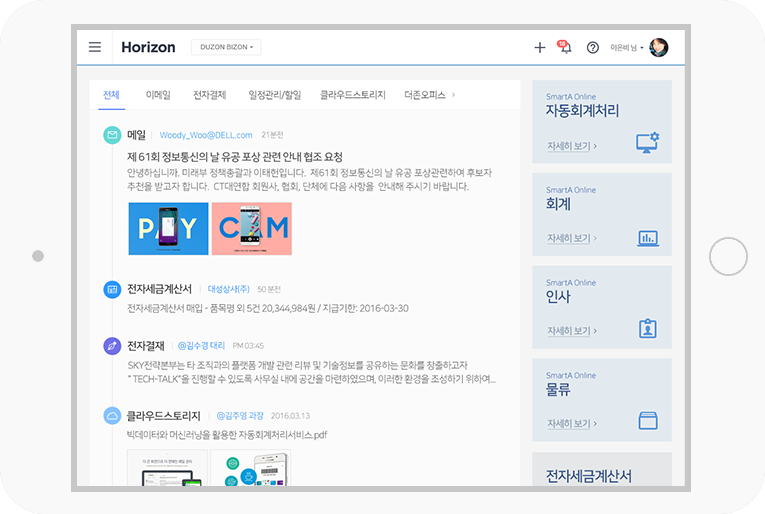 Horizon
DUZON BIZON
이은비 님
전체 이메일 전자결제 일정관리/할일 클라우드스토리지 더존오피스
메일 Woody_Woo@DELL.com 21분전
제 61회 정보통신의 날 유공 포상 관련 안내 협조 요청
안녕하십니까. 미래부 정책총괄과 이태헌입니다. 제61회 정보통신의 날 유공 포상관련하여 후보자
추천을 받고자 합니다. CT대연합 회원사, 협회, 단체에 다음 사항을 안내해 주시기 바랍니다.
PAY CAM
전자세금계산서 대성상사(주) 50 분전
전자세금계산서 매입 - 품목명 외 5건 20,344,984원 / 지급기한: 2016-03-30
전자결재 @김수경 대리 PM 03:45
SKY전략본부는 타 조직과의 플랫폼 개발 관련 리뷰 및 기술정보를 공유하는 문화를 창출하고자
" TECH-TALK"을 진행할 수 있도록 사무실 내에 공간을 마련하였으며, 이러한 환경을 조성하기 위하여...
클라우드스토리지 @김주영 과장 2016.03.13
빅데이터와 머신러닝을 활용한 자동회계처리서비스.pdf
SmartA Online
자동회계처리
자세히 보기
SmartA Online
회계
자세히 보기
SmartA Online
인사
자세히 보기
SmartA Online
물류
자세히 보기
SmartA Online
전자세금계산서